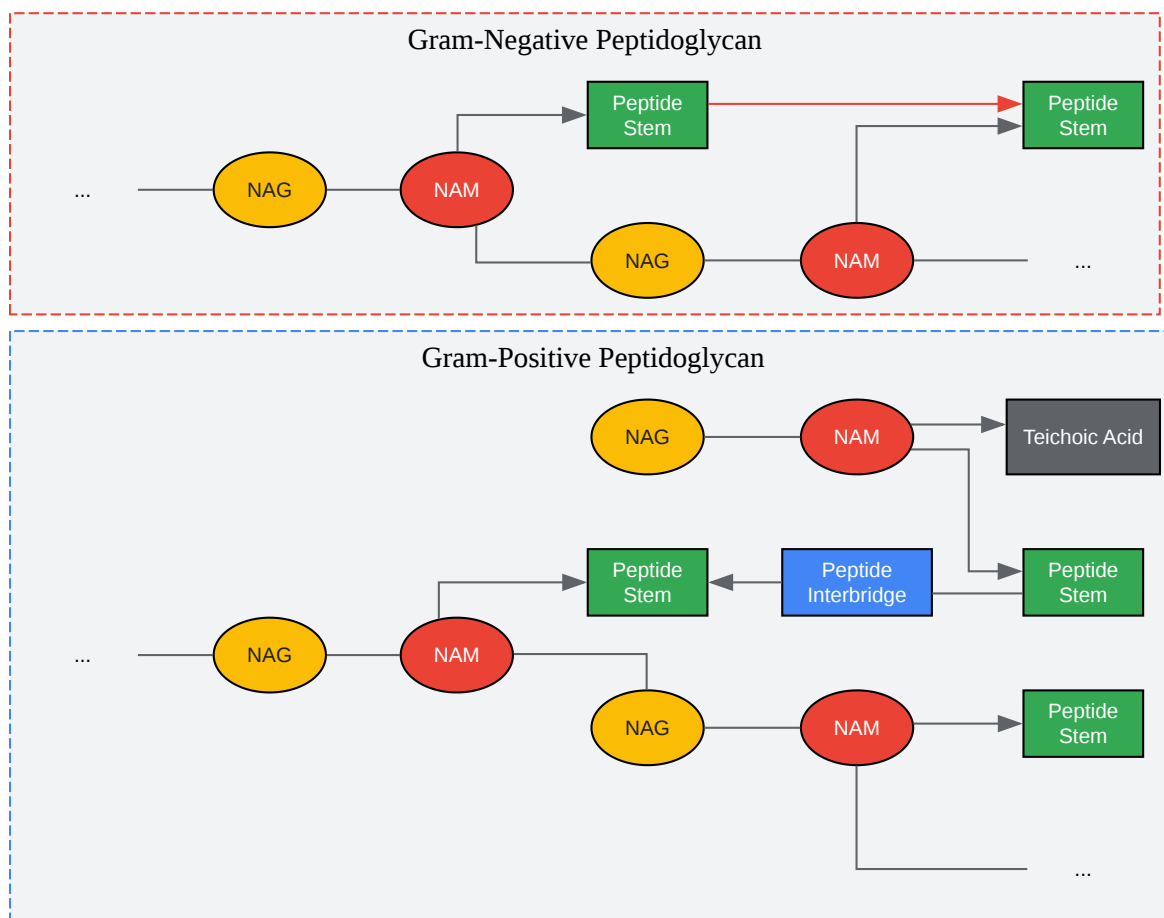 Gram-Negative Peptidoglycan
Peptide
Stem
Peptide
Stem
...
NAG
NAM
NAG
NAM
...
Gram-Positive Peptidoglycan
NAG
NAM
Teichoic Acid
Peptide
Stem
Peptide
Interbridge
Peptide
Stem
...
NAG
NAM
NAG
NAM
Peptide
Stem
...